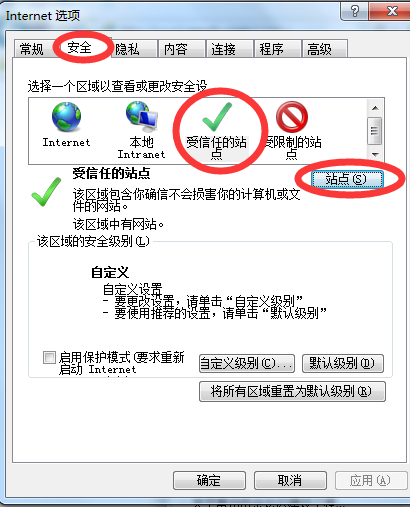 Internet 选项
常规 安全 隐私 内容 连接 程序 高级
选择一个区域以查看或更改安全设
Internet
本地
Intranet
受信任的站
点
受限制的站
点
受信任的站点
站点(S)
该区域包含你确信不会损害你的计算机或文
件的网站。
该区域中有网站。
该区域的安全级别(L)
自定义
自定义设置
- 要更改设置，请单击“自定义级别”
- 要使用推荐的设置，请单击“默认级别”
启用保护模式(要求重新
启动 Internet
自定义级别(C)...
默认级别(D)
将所有区域重置为默认级别(R)
确定
取消
应用(A)